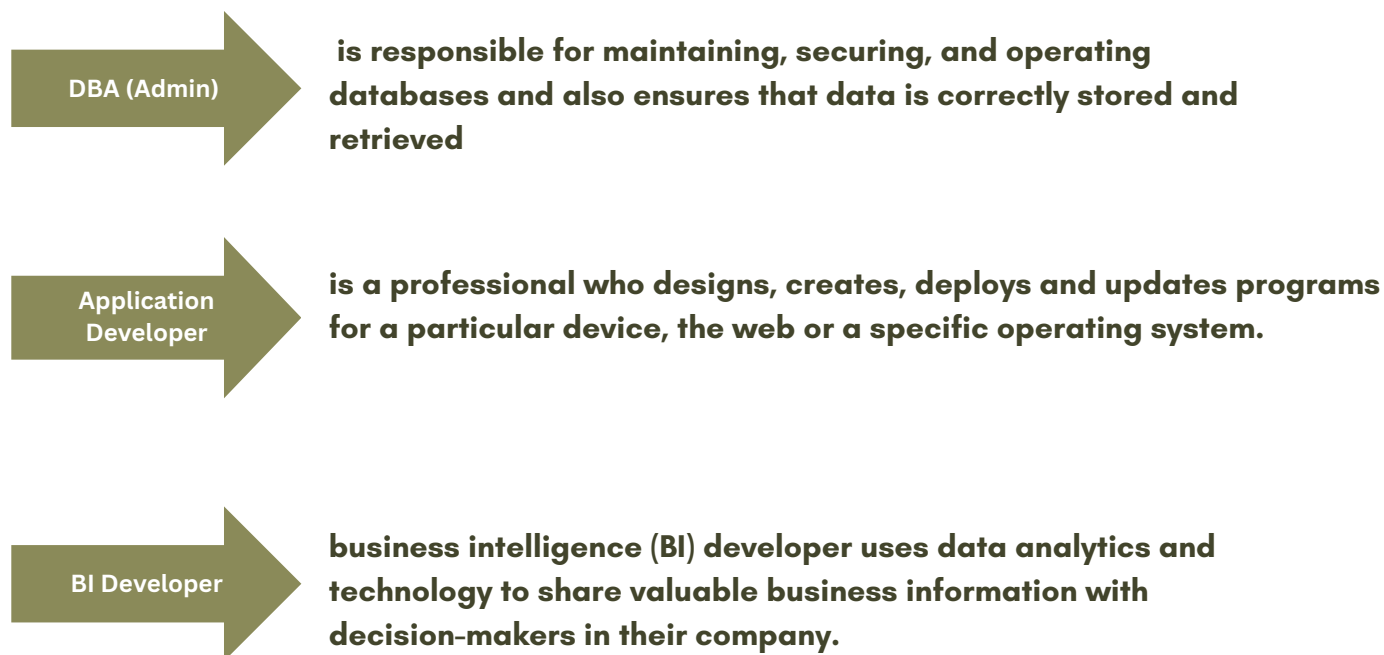 DBA (Admin)
is responsible for maintaining, securing, and operating
databases and also ensures that data is correctly stored and
retrieved
Application
Developer
is a professional who designs, creates, deploys and updates programs
for a particular device, the web or a specific operating system.
BI Developer
business intelligence (BI) developer uses data analytics and
technology to share valuable business information with
decision-makers in their company.